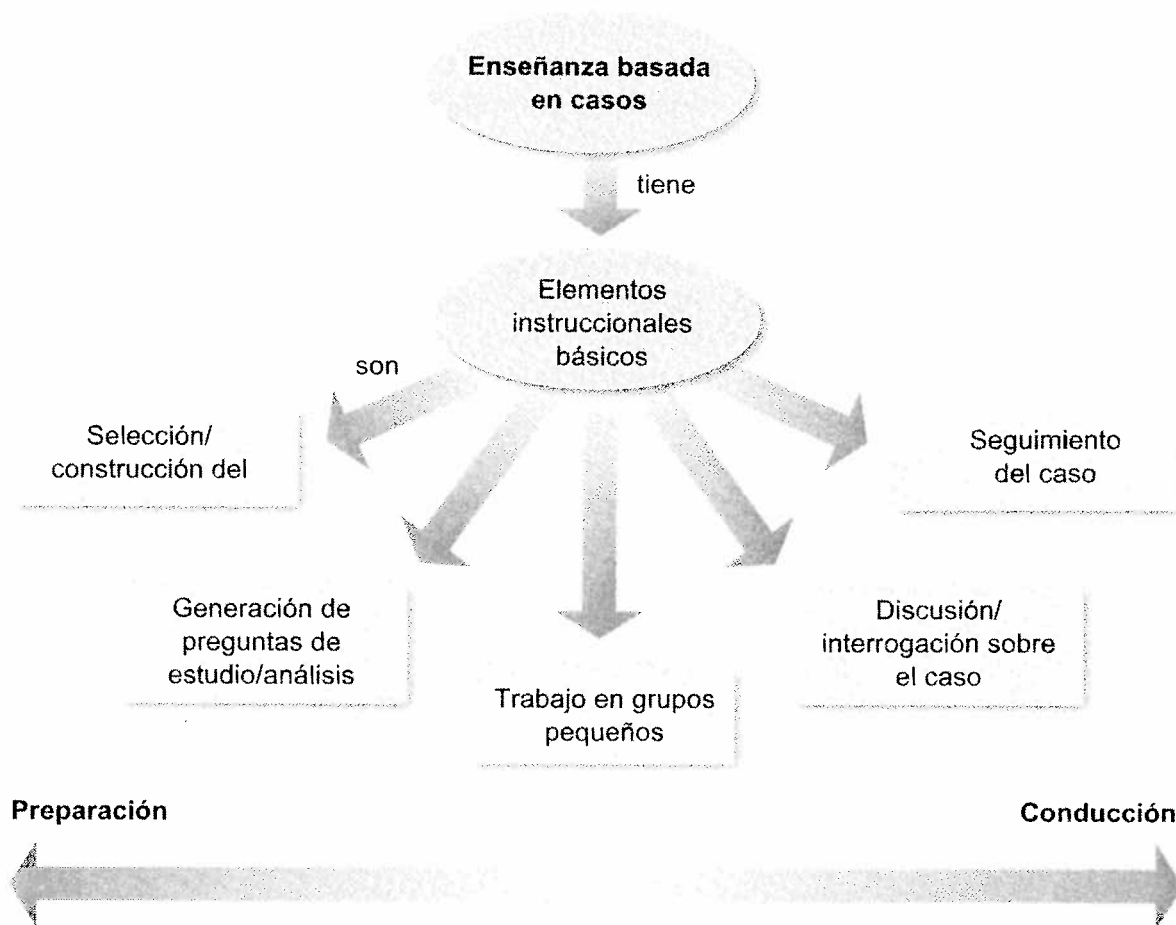 Enseñanza basada
en casos
tiene
Elementos
instruccionales
básicos
son
Selección/
construcción del
Generación de
preguntas de
estudio/análisis
Trabajo en grupos
pequeños
Discusión/
interrogación sobre
el caso
Seguimiento
del caso
Preparación
Conducción